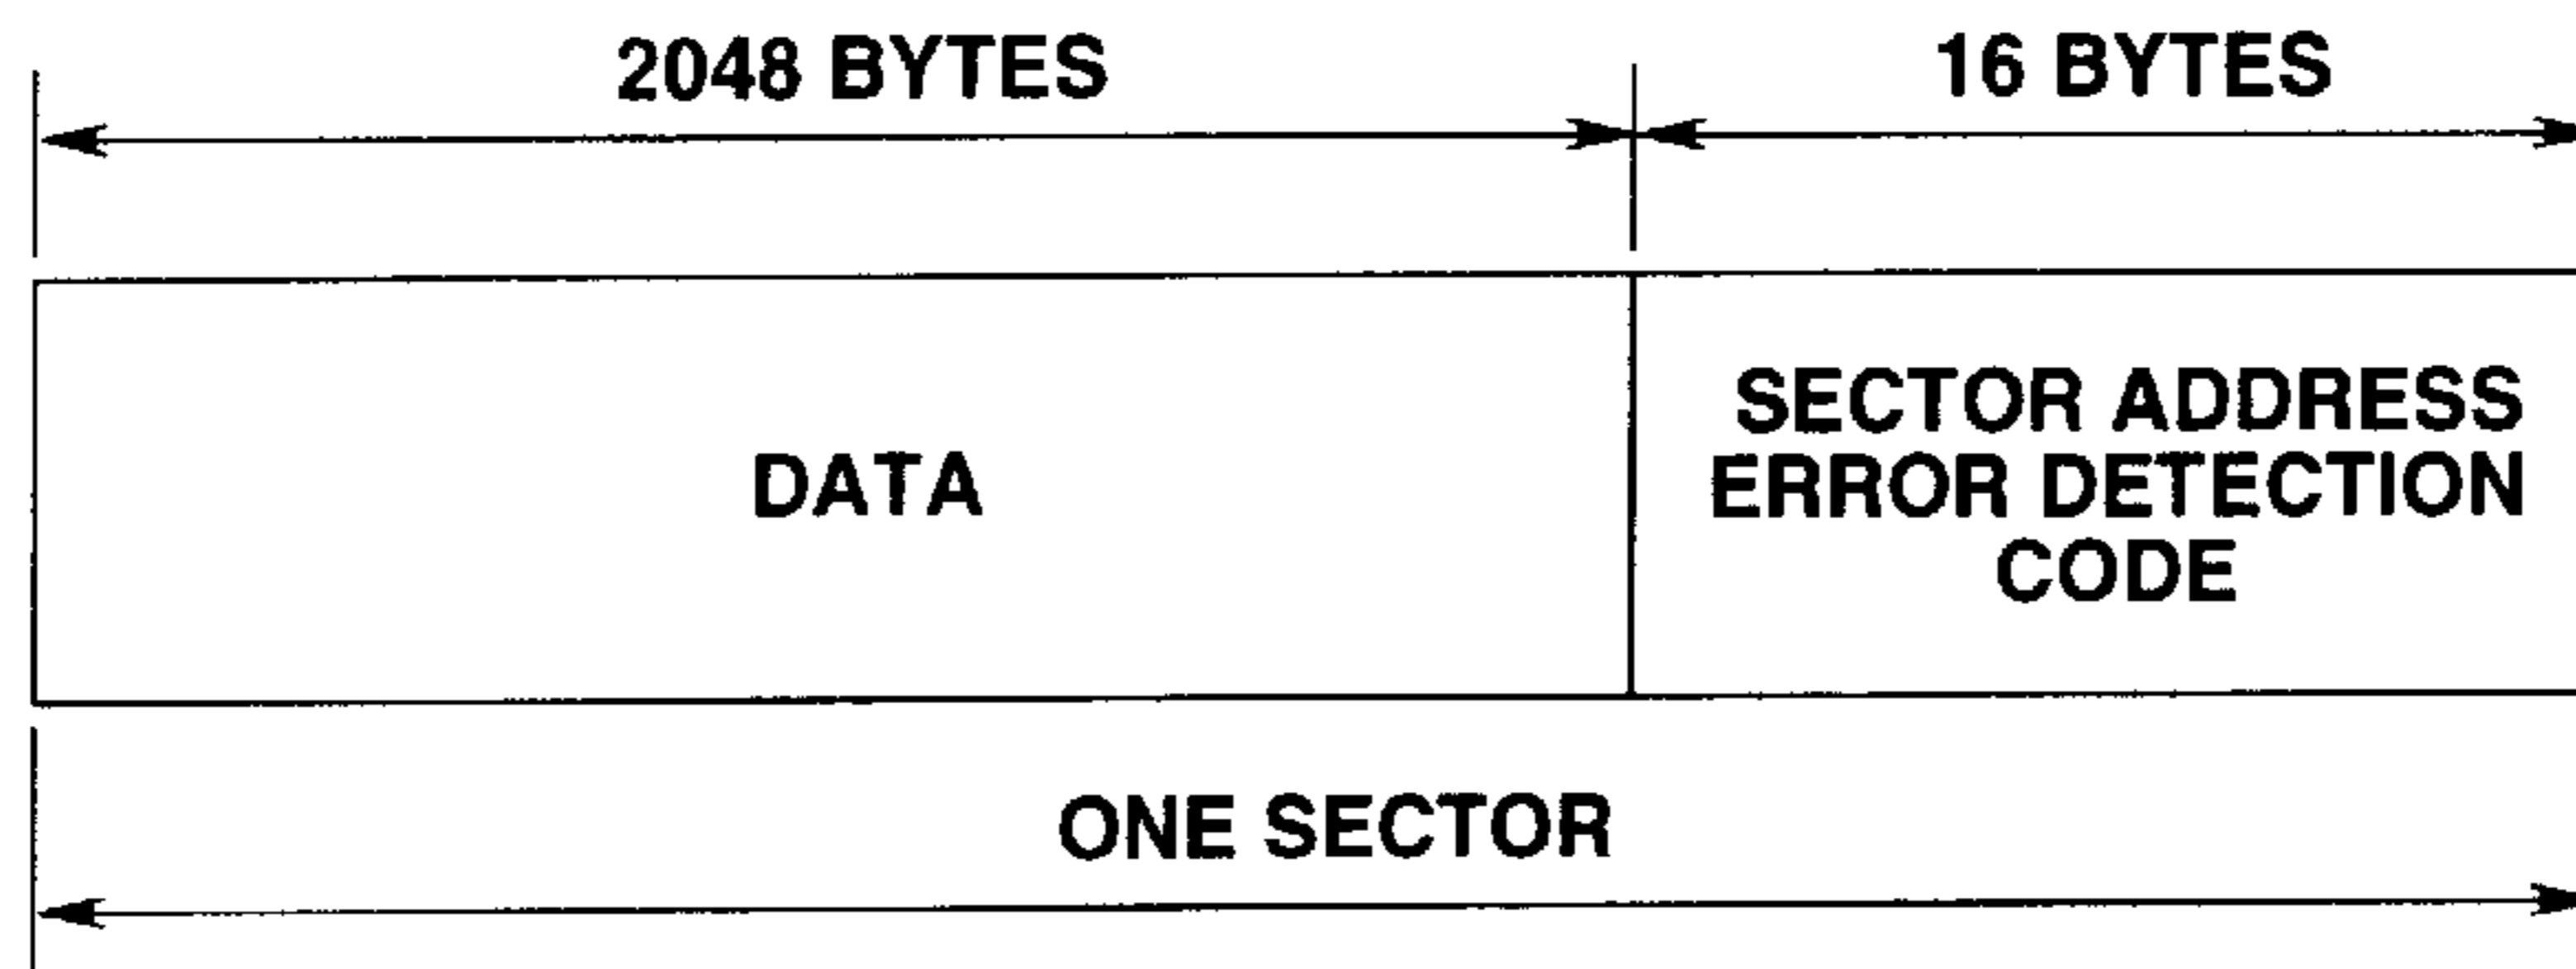 2048 BYTES
16 BYTES
DATA
SECTOR ADDRESS
ERROR DETECTION
CODE
ONE SECTOR